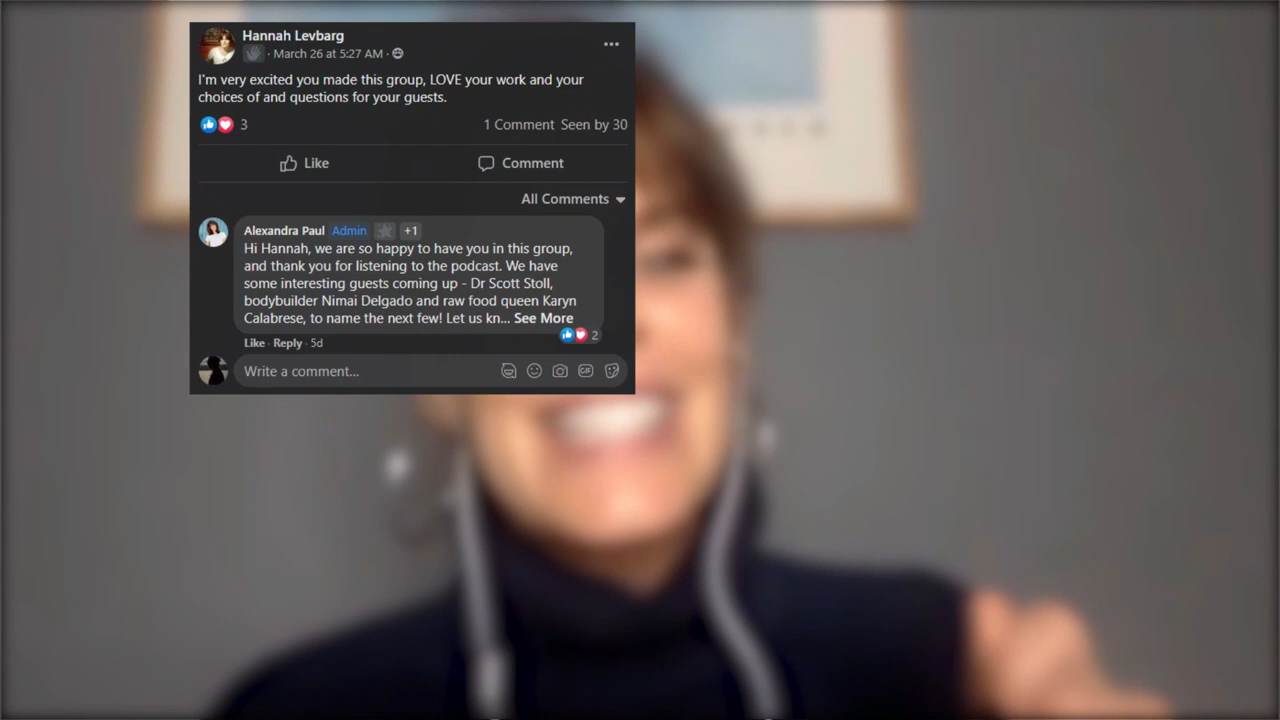 Hannah Levbarg
· March 26 at 5:27 AM ·
I'm very excited you made this group, LOVE your work and your
choices of and questions for your guests.
3
1 Comment Seen by 30
Like
Comment
All Comments
Alexandra Paul Admin +1
Hi Hannah, we are so happy to have you in this group,
and thank you for listening to the podcast. We have
some interesting guests coming up - Dr Scott Stoll,
bodybuilder Nimai Delgado and raw food queen Karyn
Calabrese, to name the next few! Let us kn... See More
2
Like · Reply · 5d
Write a comment...
GIF